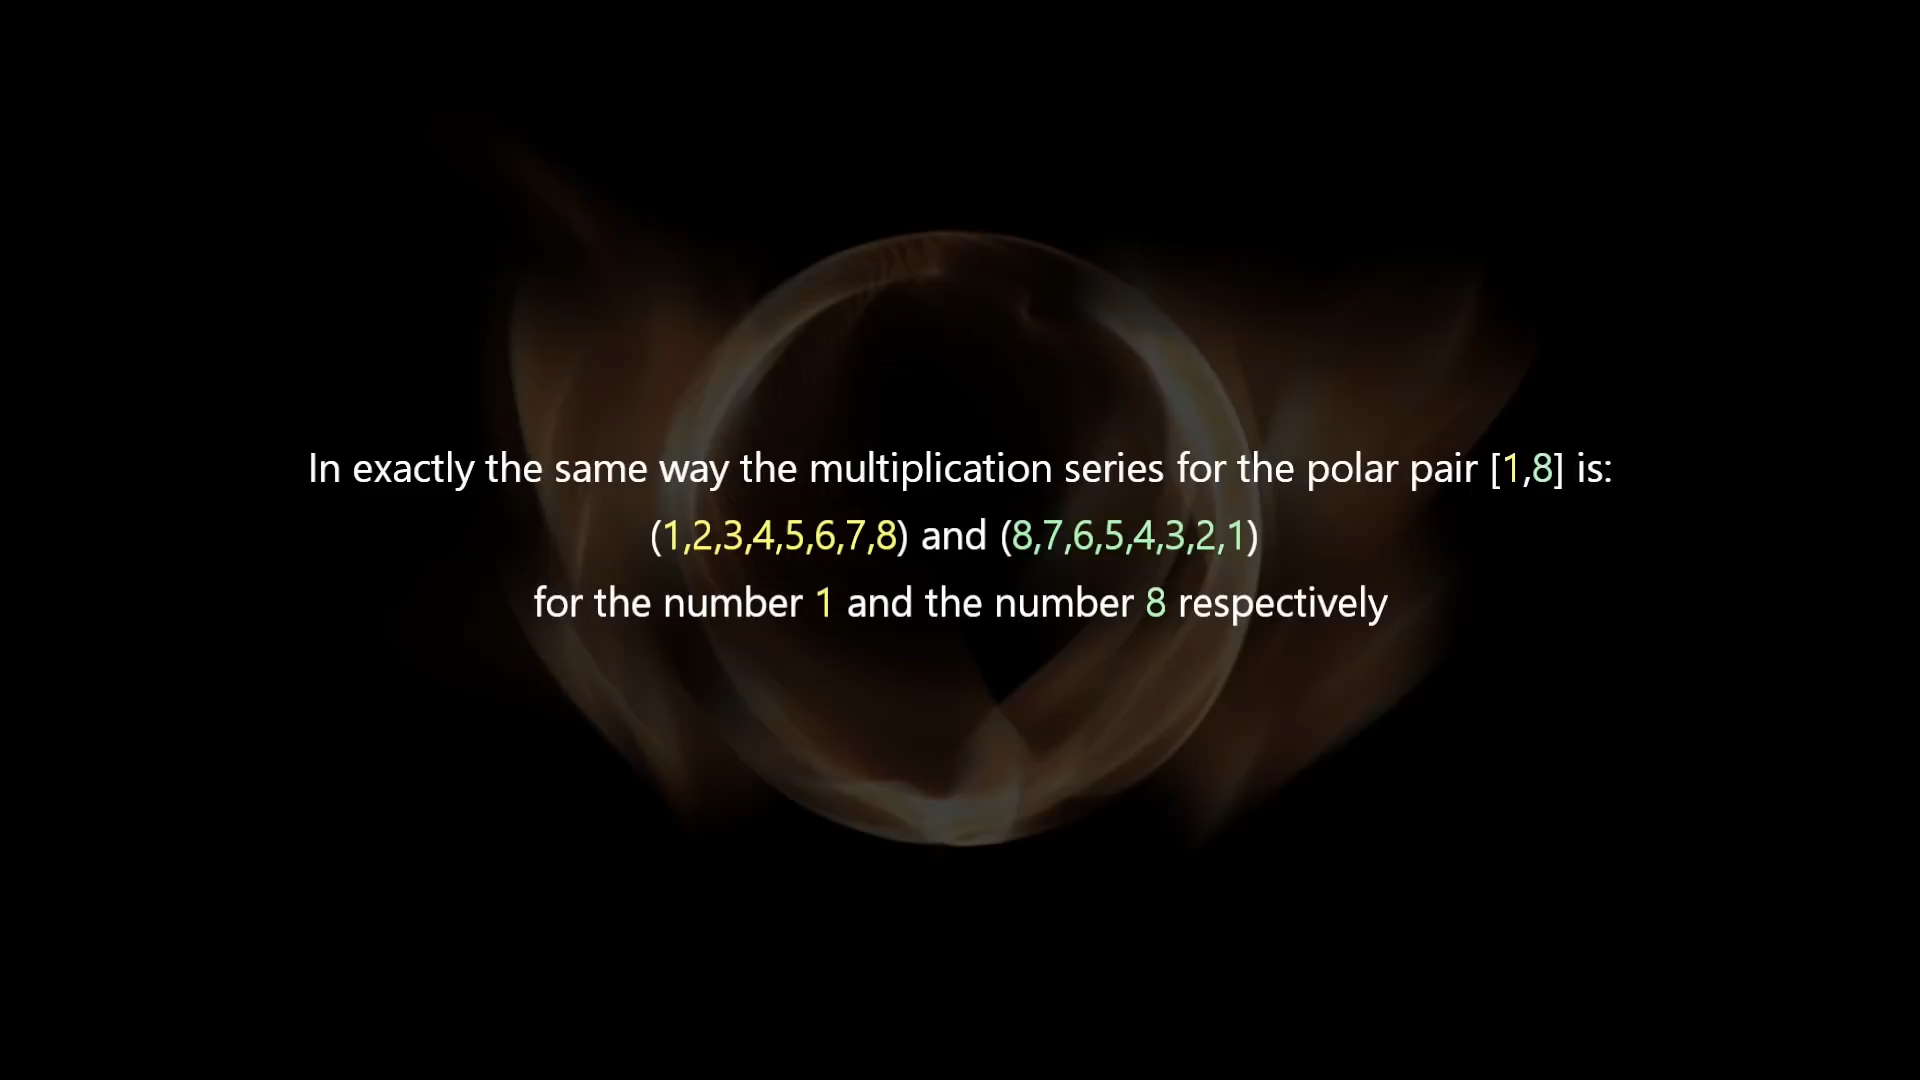 In exactly the same way the multiplication series for the polar pair [1,8] is:
(1,2,3,4,5,6,7,8) and (8,7,6,5,4,3,2,1)
for the number 1 and the number 8 respectively